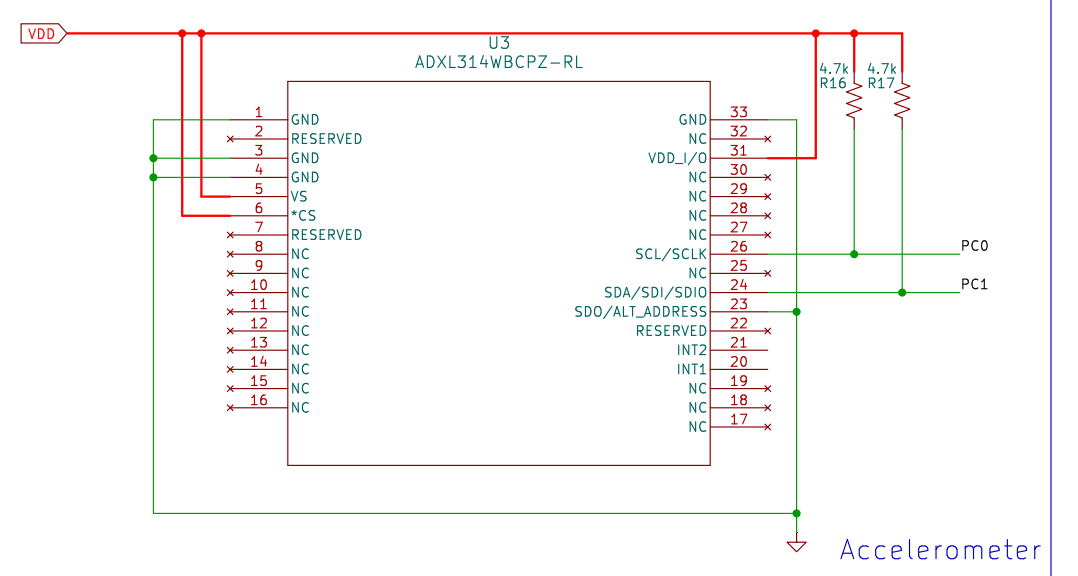 VDD
U3
ADXL314WBCPZ-RL
4.7k
R16
4.7k
R17
1 GND
2 RESERVED
3 GND
4 GND
5 VS
6 *CS
7 RESERVED
8 NC
9 NC
10 NC
11 NC
12 NC
13 NC
14 NC
15 NC
16 NC
GND 33
NC 32
VDD_I/O 31
NC 30
NC 29
NC 28
NC 27
SCL/SCLK 26
NC 25
SDA/SDI/SDIO 24
SDO/ALT_ADDRESS 23
RESERVED 22
INT2 21
INT1 20
NC 19
NC 18
NC 17
PC0
PC1
Accelerometer